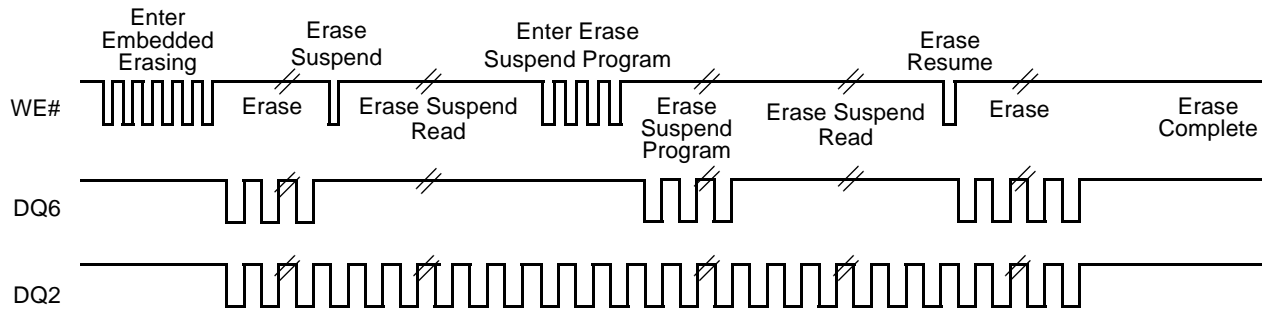 Enter
Embedded
Erasing
Erase
Suspend
Enter Erase
Suspend Program
Erase
Resume
WE#
Erase
Erase Suspend
Read
Erase
Suspend
Program
Erase Suspend
Read
Erase
Erase
Complete
DQ6
DQ2